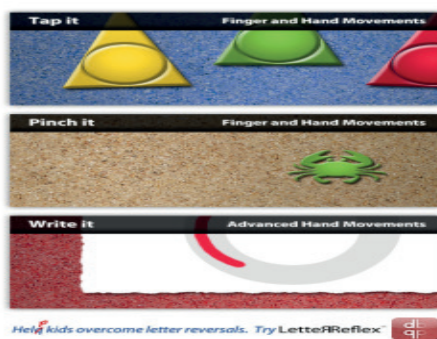 Tap it Finger and Hand Movements
Pinch it Finger and Hand Movements
Write it Advanced Hand Movements
Help kids overcome letter reversals. Try LetteЯReflex™